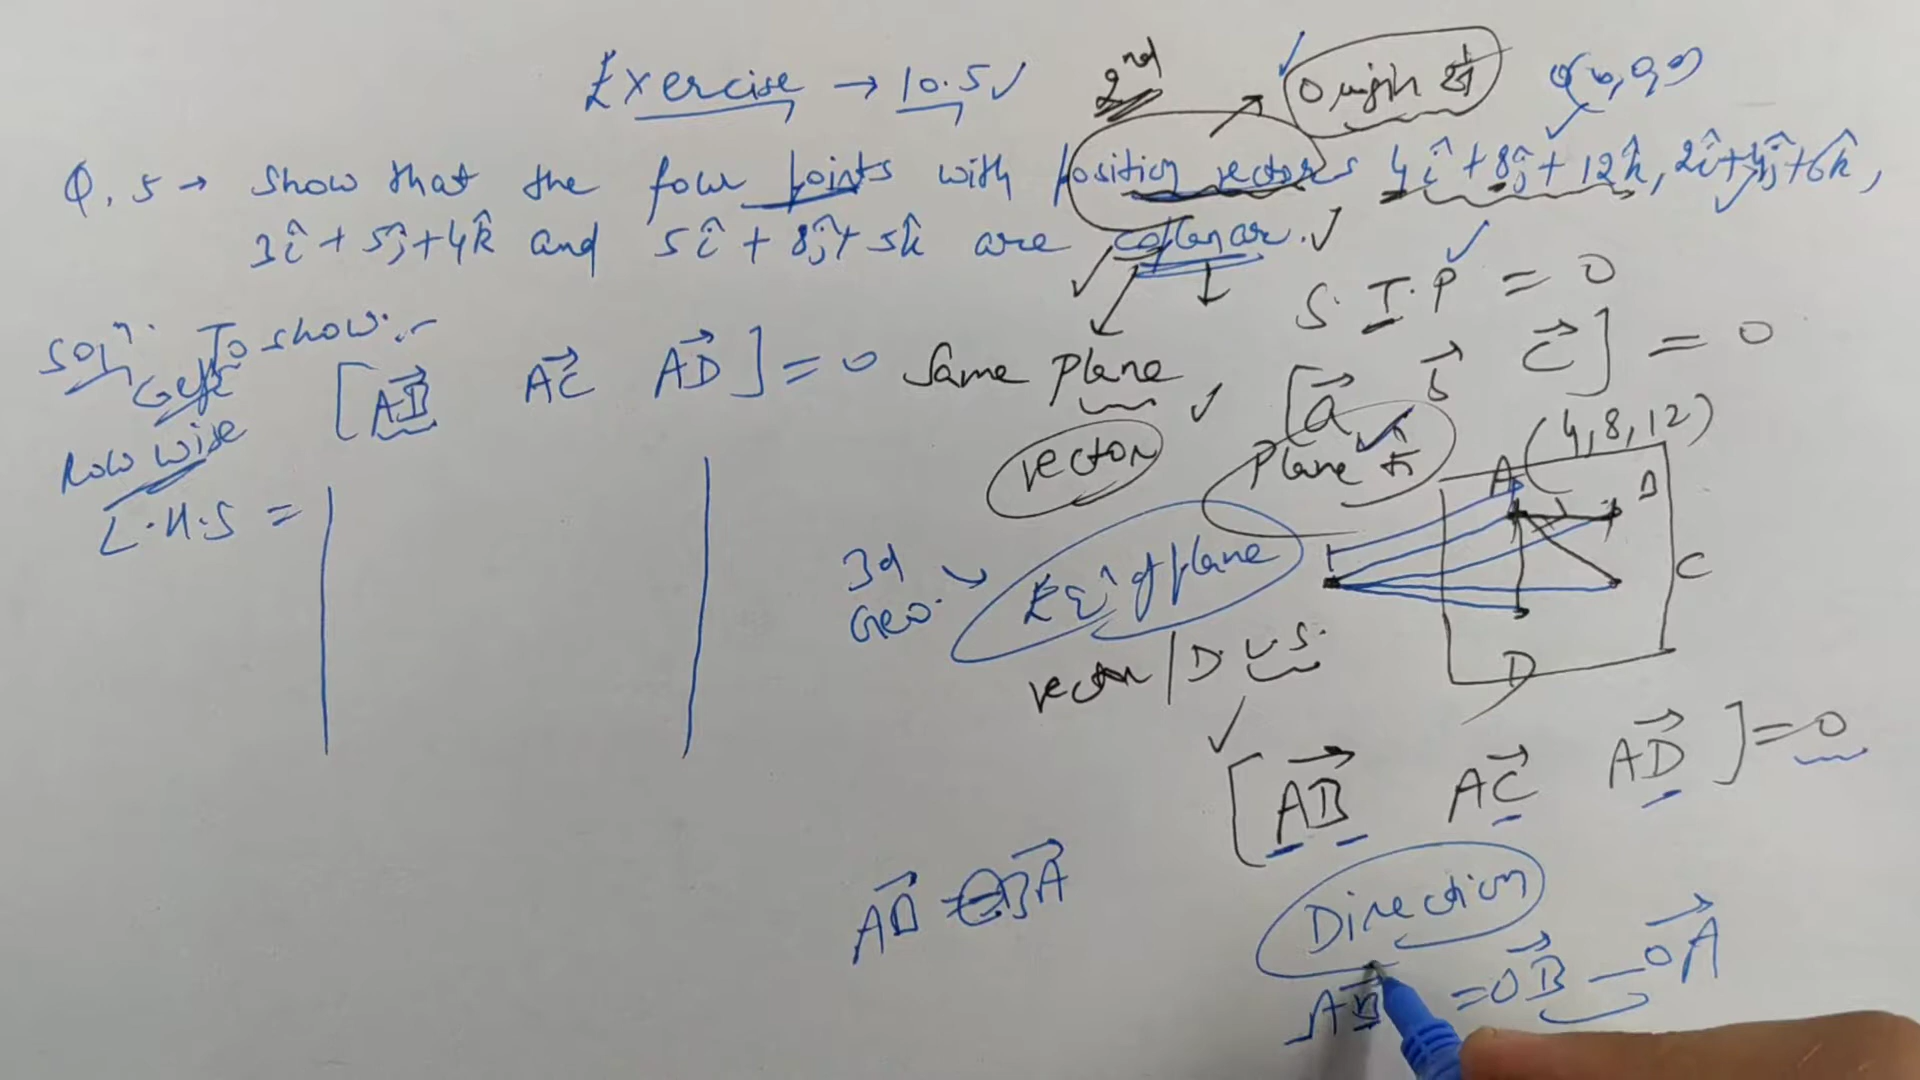 Exercise → 10.5 ✓
2nd
Origin से
O(0,0,0)
Q.5 → Show that the four points with position vectors 4î + 8ĵ + 12k̂, 2î + 4ĵ + 6k̂,
3î + 5ĵ + 4k̂ and 5î + 8ĵ + 5k̂ are coplanar. ✓
Soln. To show:-
[AB⃗ AC⃗ AD⃗] = 0
Same plane
vector
S.T.P = 0
[a⃗ b⃗ c⃗] = 0
Row wise
L.H.S =
Plane
A (4,8,12)
B
C
D
3d
Geo.
Eqn of plane
vector / D.
[AB⃗ AC⃗ AD⃗] = 0
Direction
AB⃗ = OB⃗ - OA⃗